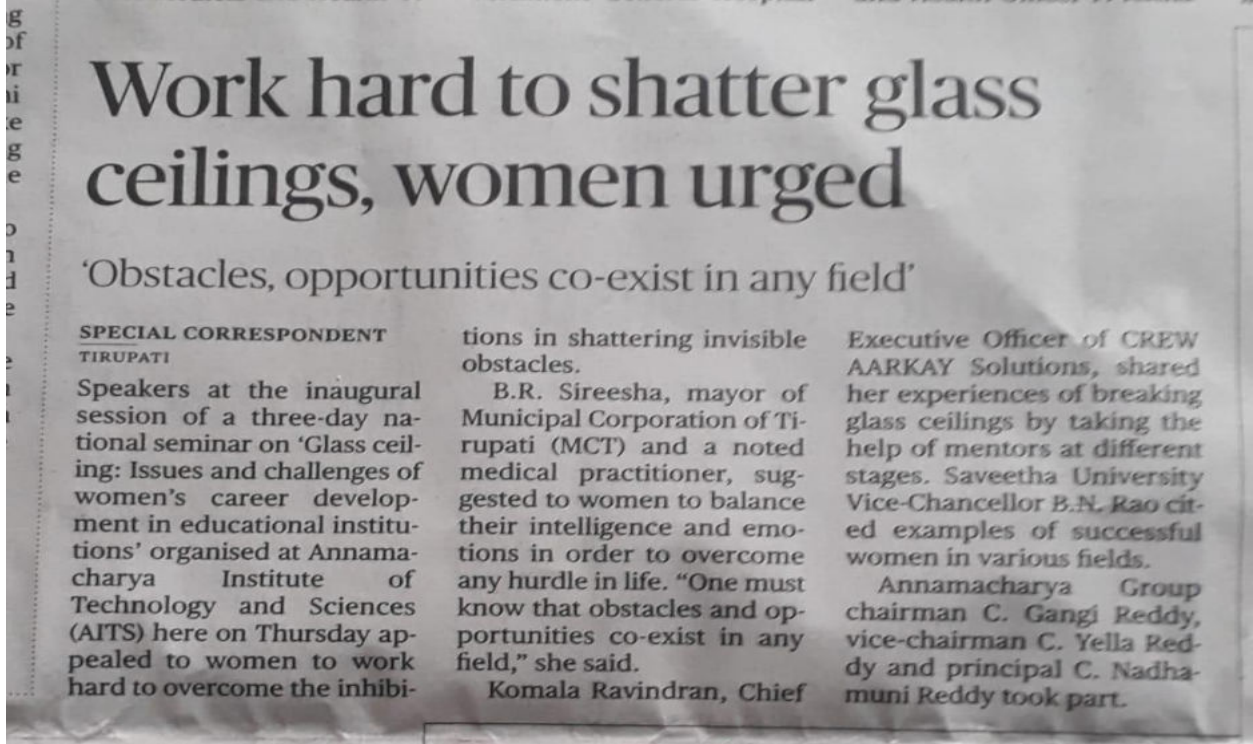 Work hard to shatter glass
ceilings, women urged
‘Obstacles, opportunities co-exist in any field’
SPECIAL CORRESPONDENT
TIRUPATI
Speakers at the inaugural
session of a three-day na-
tional seminar on ‘Glass ceil-
ing: Issues and challenges of
women’s career develop-
ment in educational institu-
tions’ organised at Annama-
charya Institute of
Technology and Sciences
(AITS) here on Thursday ap-
pealed to women to work
hard to overcome the inhibi-
tions in shattering invisible
obstacles.
B.R. Sireesha, mayor of
Municipal Corporation of Ti-
rupati (MCT) and a noted
medical practitioner, sug-
gested to women to balance
their intelligence and emo-
tions in order to overcome
any hurdle in life. “One must
know that obstacles and op-
portunities co-exist in any
field,” she said.
Komala Ravindran, Chief
Executive Officer of CREW
AARKAY Solutions, shared
her experiences of breaking
glass ceilings by taking the
help of mentors at different
stages. Saveetha University
Vice-Chancellor B.N. Rao cit-
ed examples of successful
women in various fields.
Annamacharya Group
chairman C. Gangi Reddy,
vice-chairman C. Yella Red-
dy and principal C. Nadha-
muni Reddy took part.